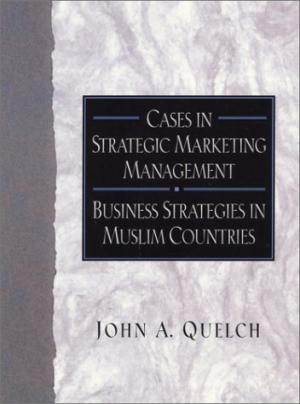 CASES IN
STRATEGIC MARKETING
MANAGEMENT
BUSINESS STRATEGIES IN
MUSLIM COUNTRIES
JOHN A. QUELCH